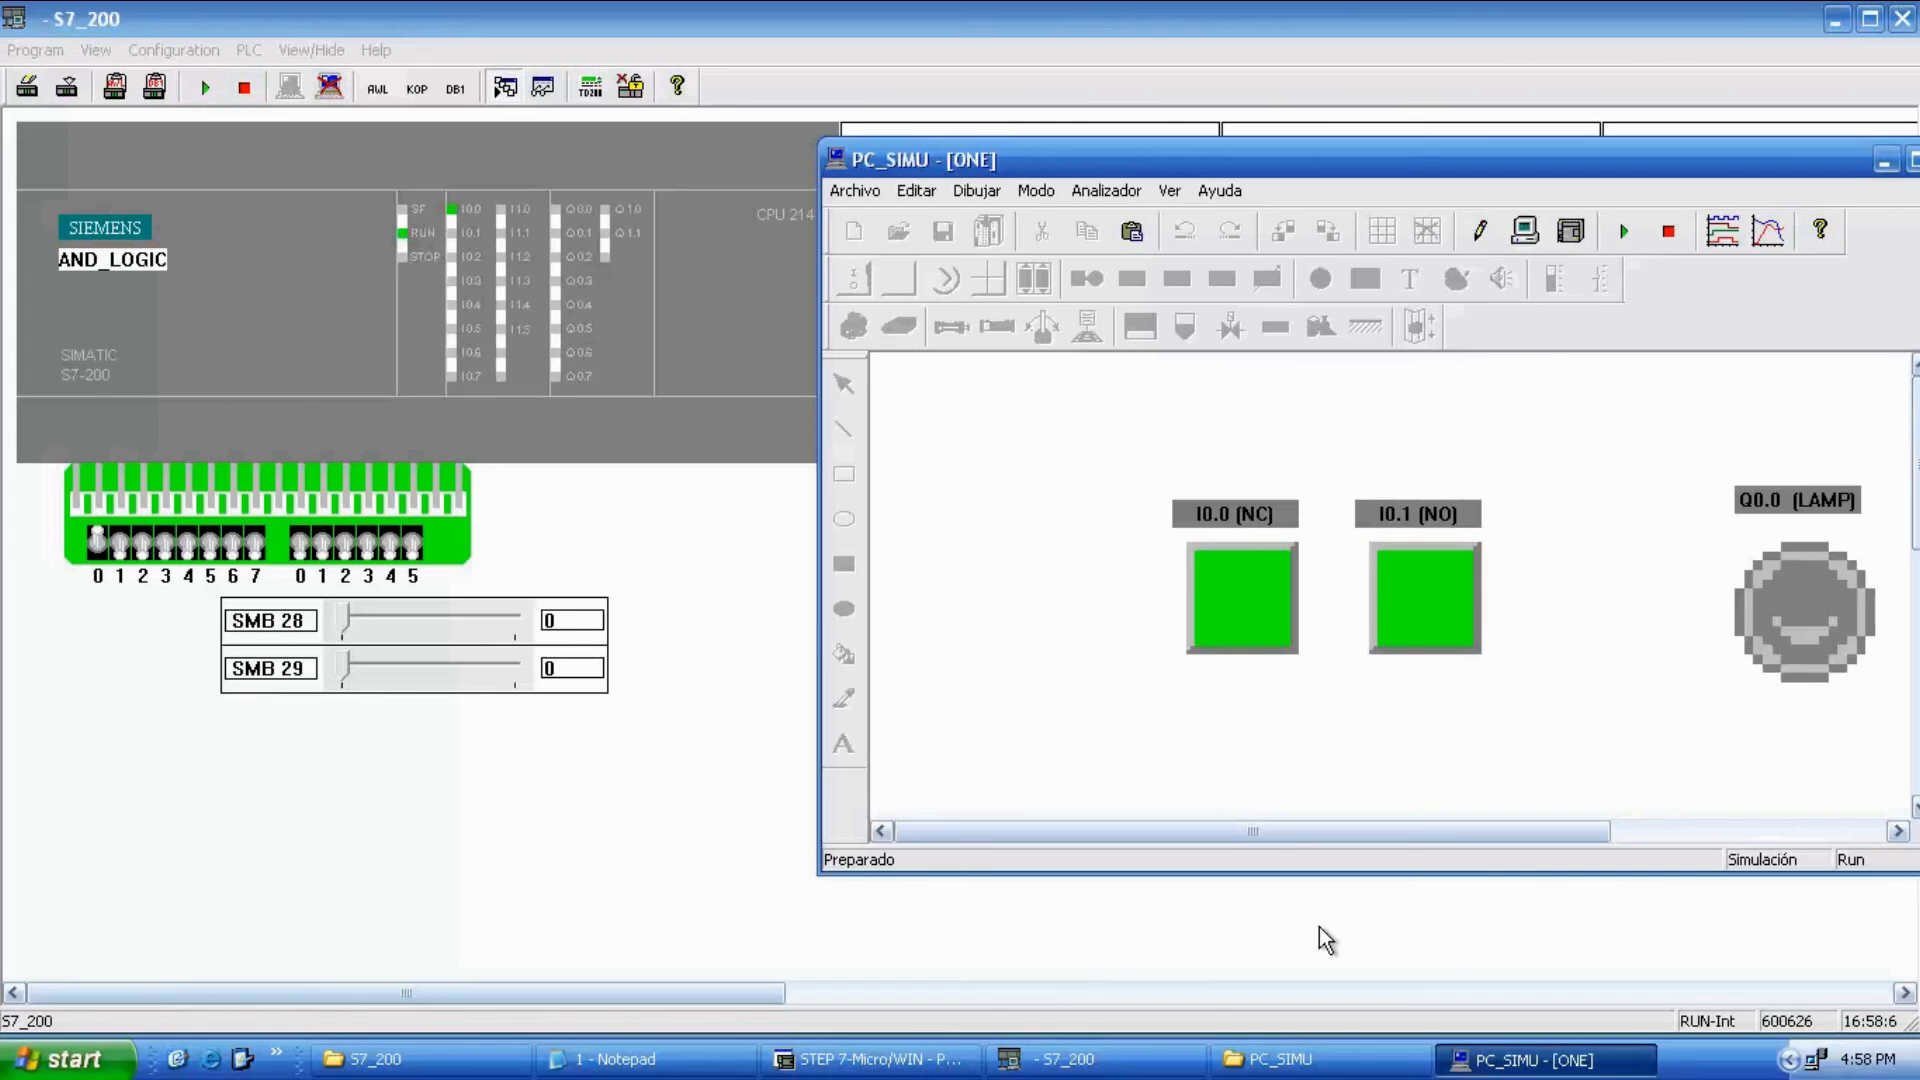 - S7_200
Program View Configuration PLC View/Hide Help
AWL KOP DB1 TD200
PC_SIMU - [ONE]
Archivo Editar Dibujar Modo Analizador Ver Ayuda
SIEMENS
AND_LOGIC
SIMATIC
S7-200
SF I0.0 I1.0 Q0.0 Q1.0
RUN I0.1 I1.1 Q0.1 Q1.1
STOP I0.2 I1.2 Q0.2
I0.3 I1.3 Q0.3
I0.4 I1.4 Q0.4
I0.5 I1.5 Q0.5
I0.6 Q0.6
I0.7 Q0.7
CPU 214
0 1 2 3 4 5 6 7 0 1 2 3 4 5
SMB 28 0
SMB 29 0
I0.0 (NC) I0.1 (NO) Q0.0 (LAMP)
Preparado Simulación Run
S7_200 RUN-Int 600626 16:58:6
start S7_200 1 - Notepad STEP 7-Micro/WIN - P... - S7_200 PC_SIMU PC_SIMU - [ONE] 4:58 PM